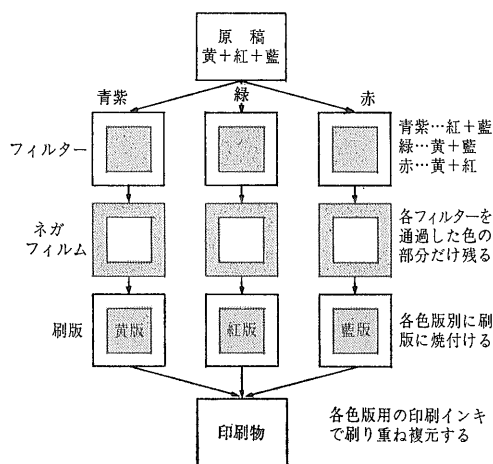 原稿
黄+紅+藍
青紫
緑
赤
フィルター
青紫…紅+藍
緑…黄+藍
赤…黄+紅
ネガ
フィルム
各フィルターを
通過した色の
部分だけ残る
刷版
黄版
紅版
藍版
各色版別に刷
版に焼付ける
印刷物
各色版用の印刷インキ
で刷り重ね復元する